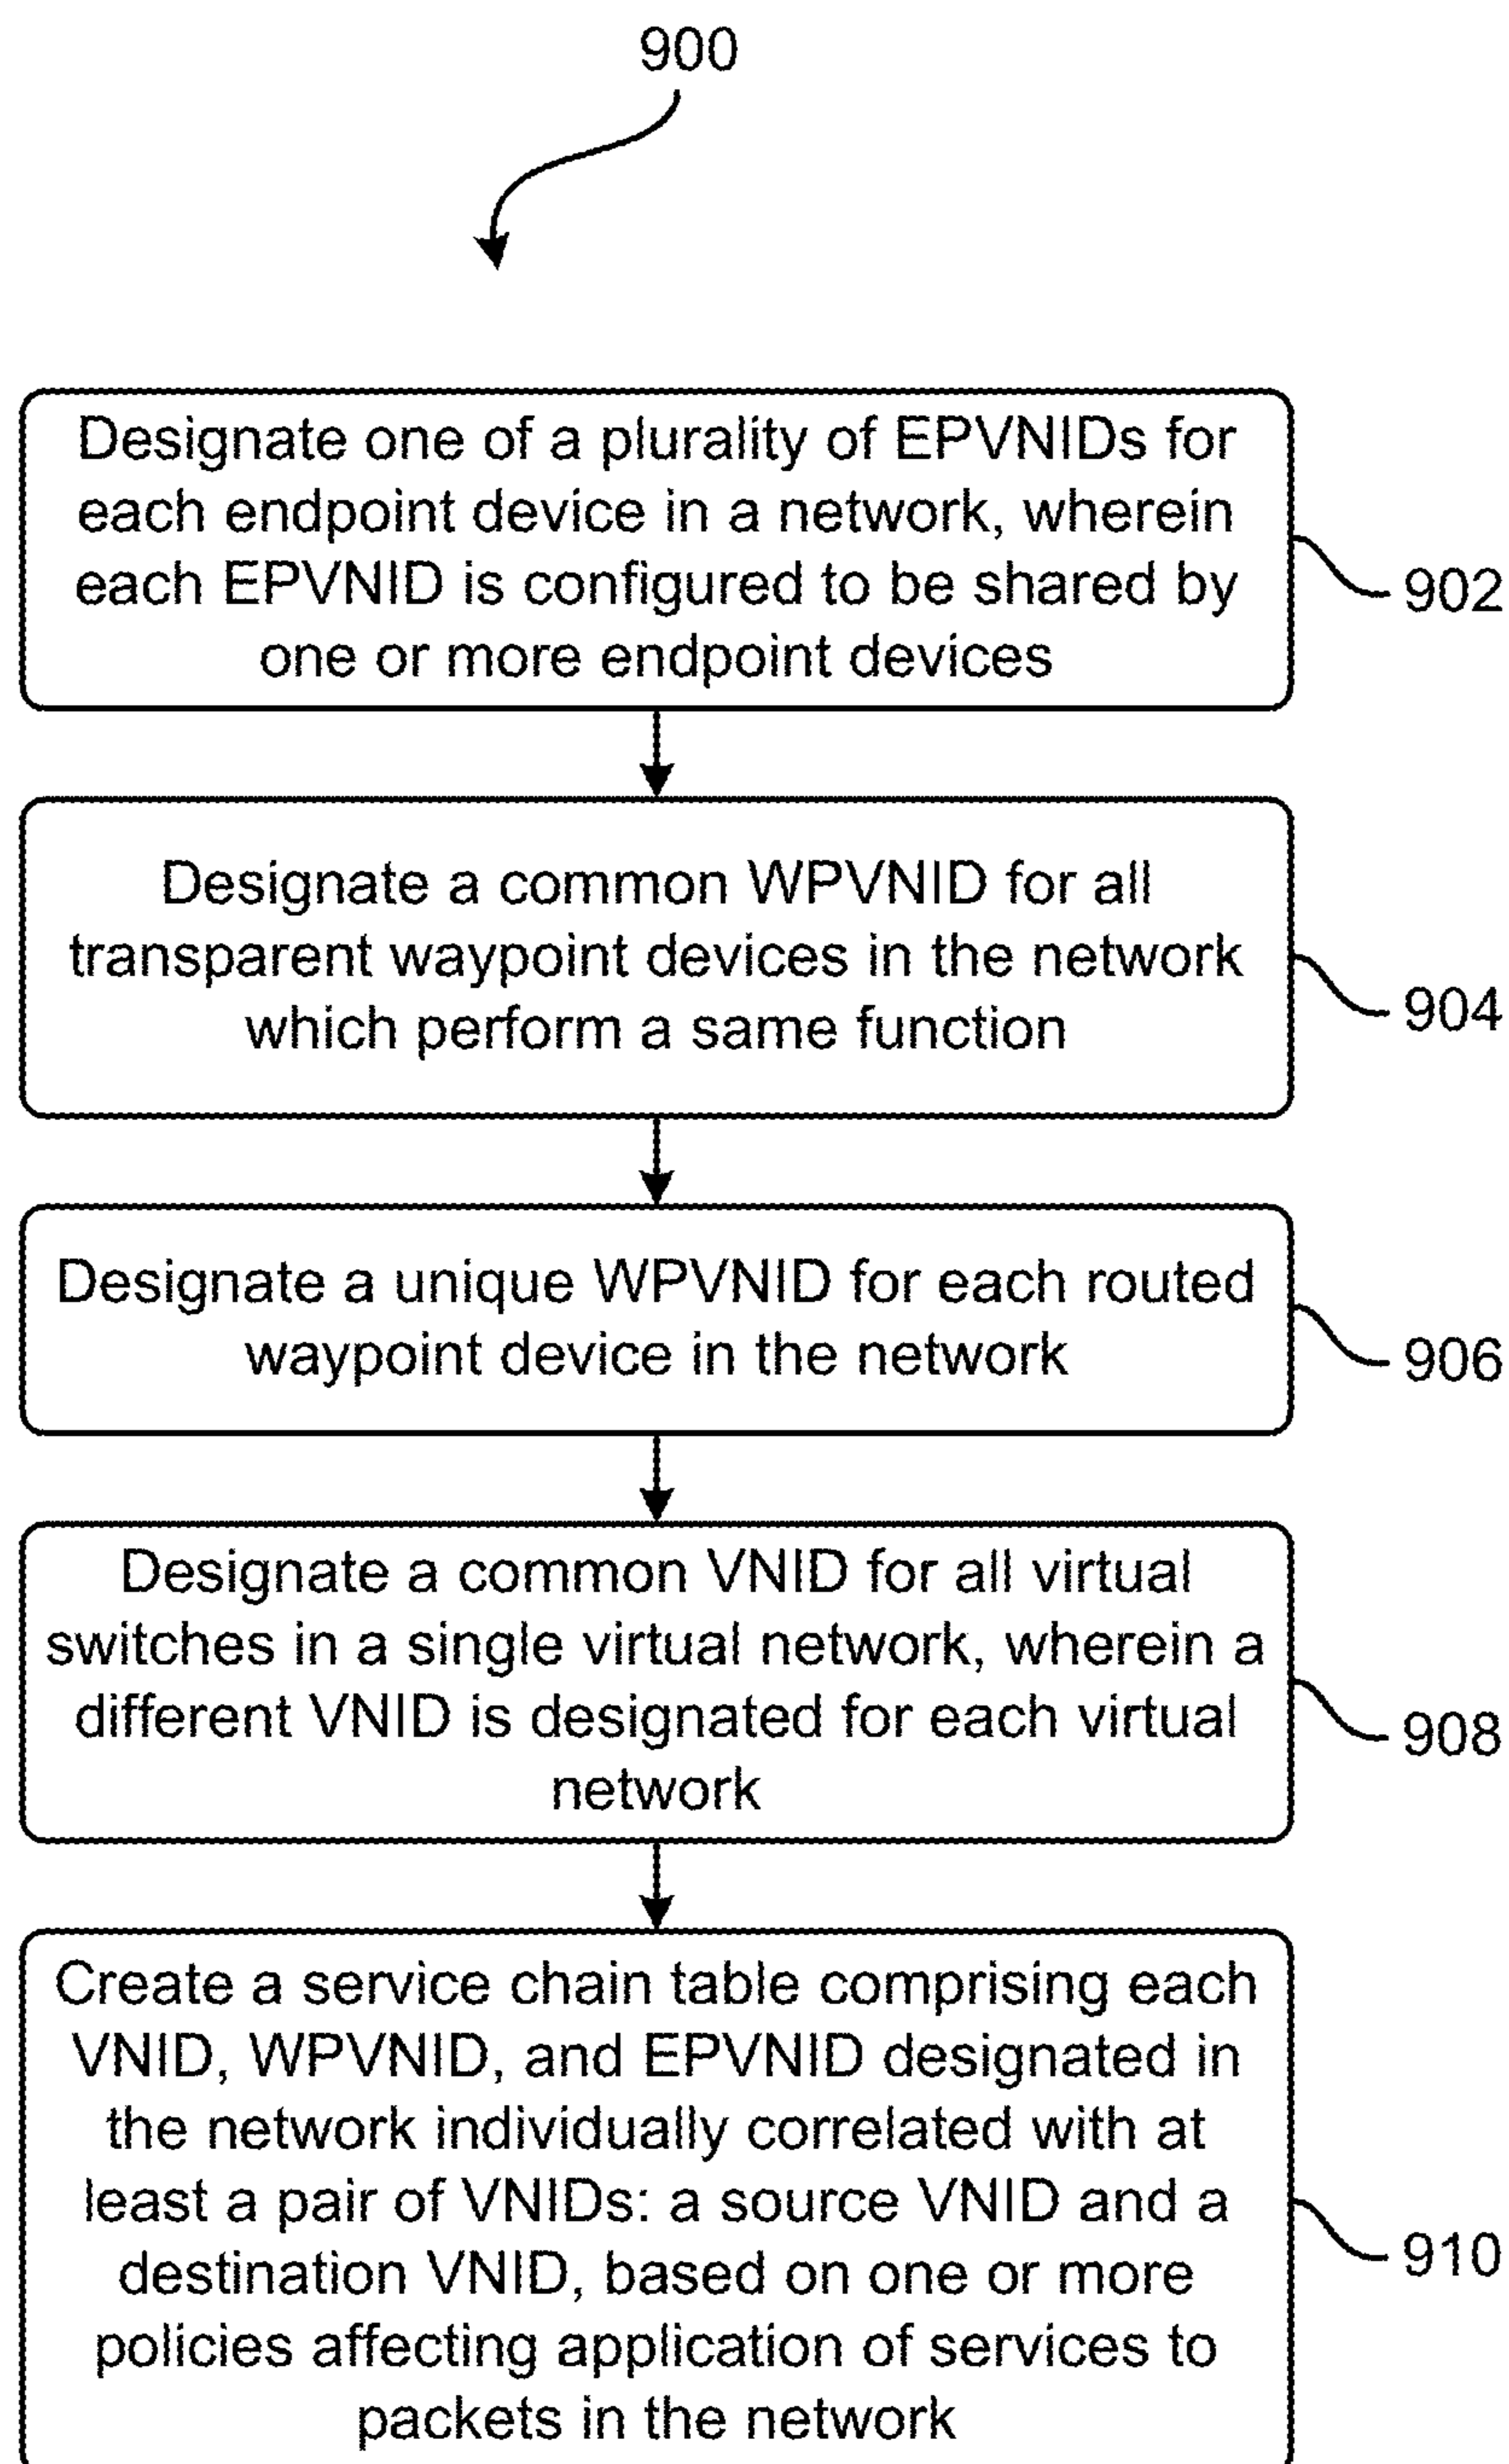 900
Designate one of a plurality of EPVNIDs for
each endpoint device in a network, wherein
each EPVNID is configured to be shared by
one or more endpoint devices
902
Designate a common WPVNID for all
transparent waypoint devices in the network
which perform a same function
904
Designate a unique WPVNID for each routed
waypoint device in the network
906
Designate a common VNID for all virtual
switches in a single virtual network, wherein a
different VNID is designated for each virtual
network
908
Create a service chain table comprising each
VNID, WPVNID, and EPVNID designated in
the network individually correlated with at
least a pair of VNIDs: a source VNID and a
destination VNID, based on one or more
policies affecting application of services to
packets in the network
910